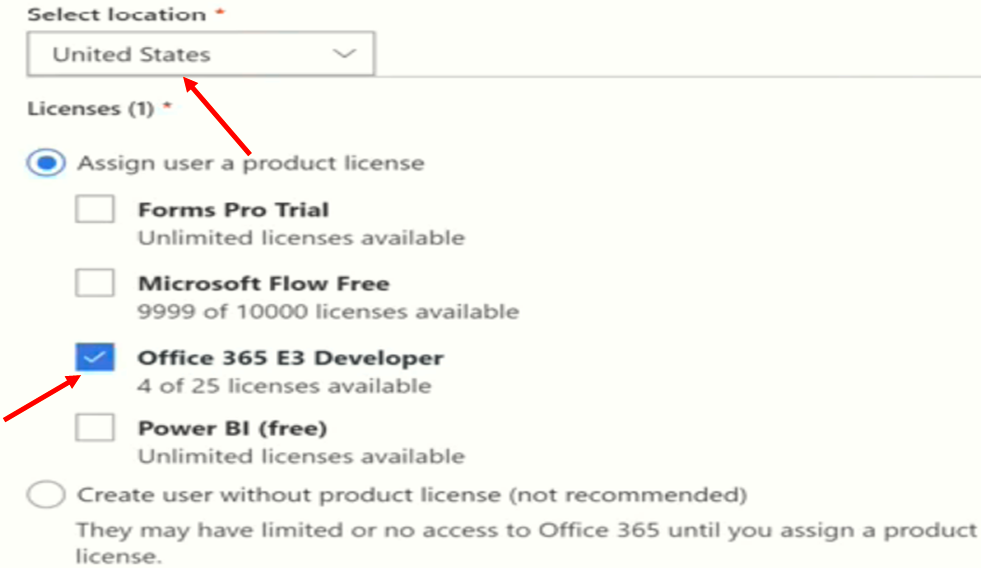 Select location *
United States
Licenses (1) *
Assign user a product license
Forms Pro Trial
Unlimited licenses available
Microsoft Flow Free
9999 of 10000 licenses available
Office 365 E3 Developer
4 of 25 licenses available
Power BI (free)
Unlimited licenses available
Create user without product license (not recommended)
They may have limited or no access to Office 365 until you assign a product
license.